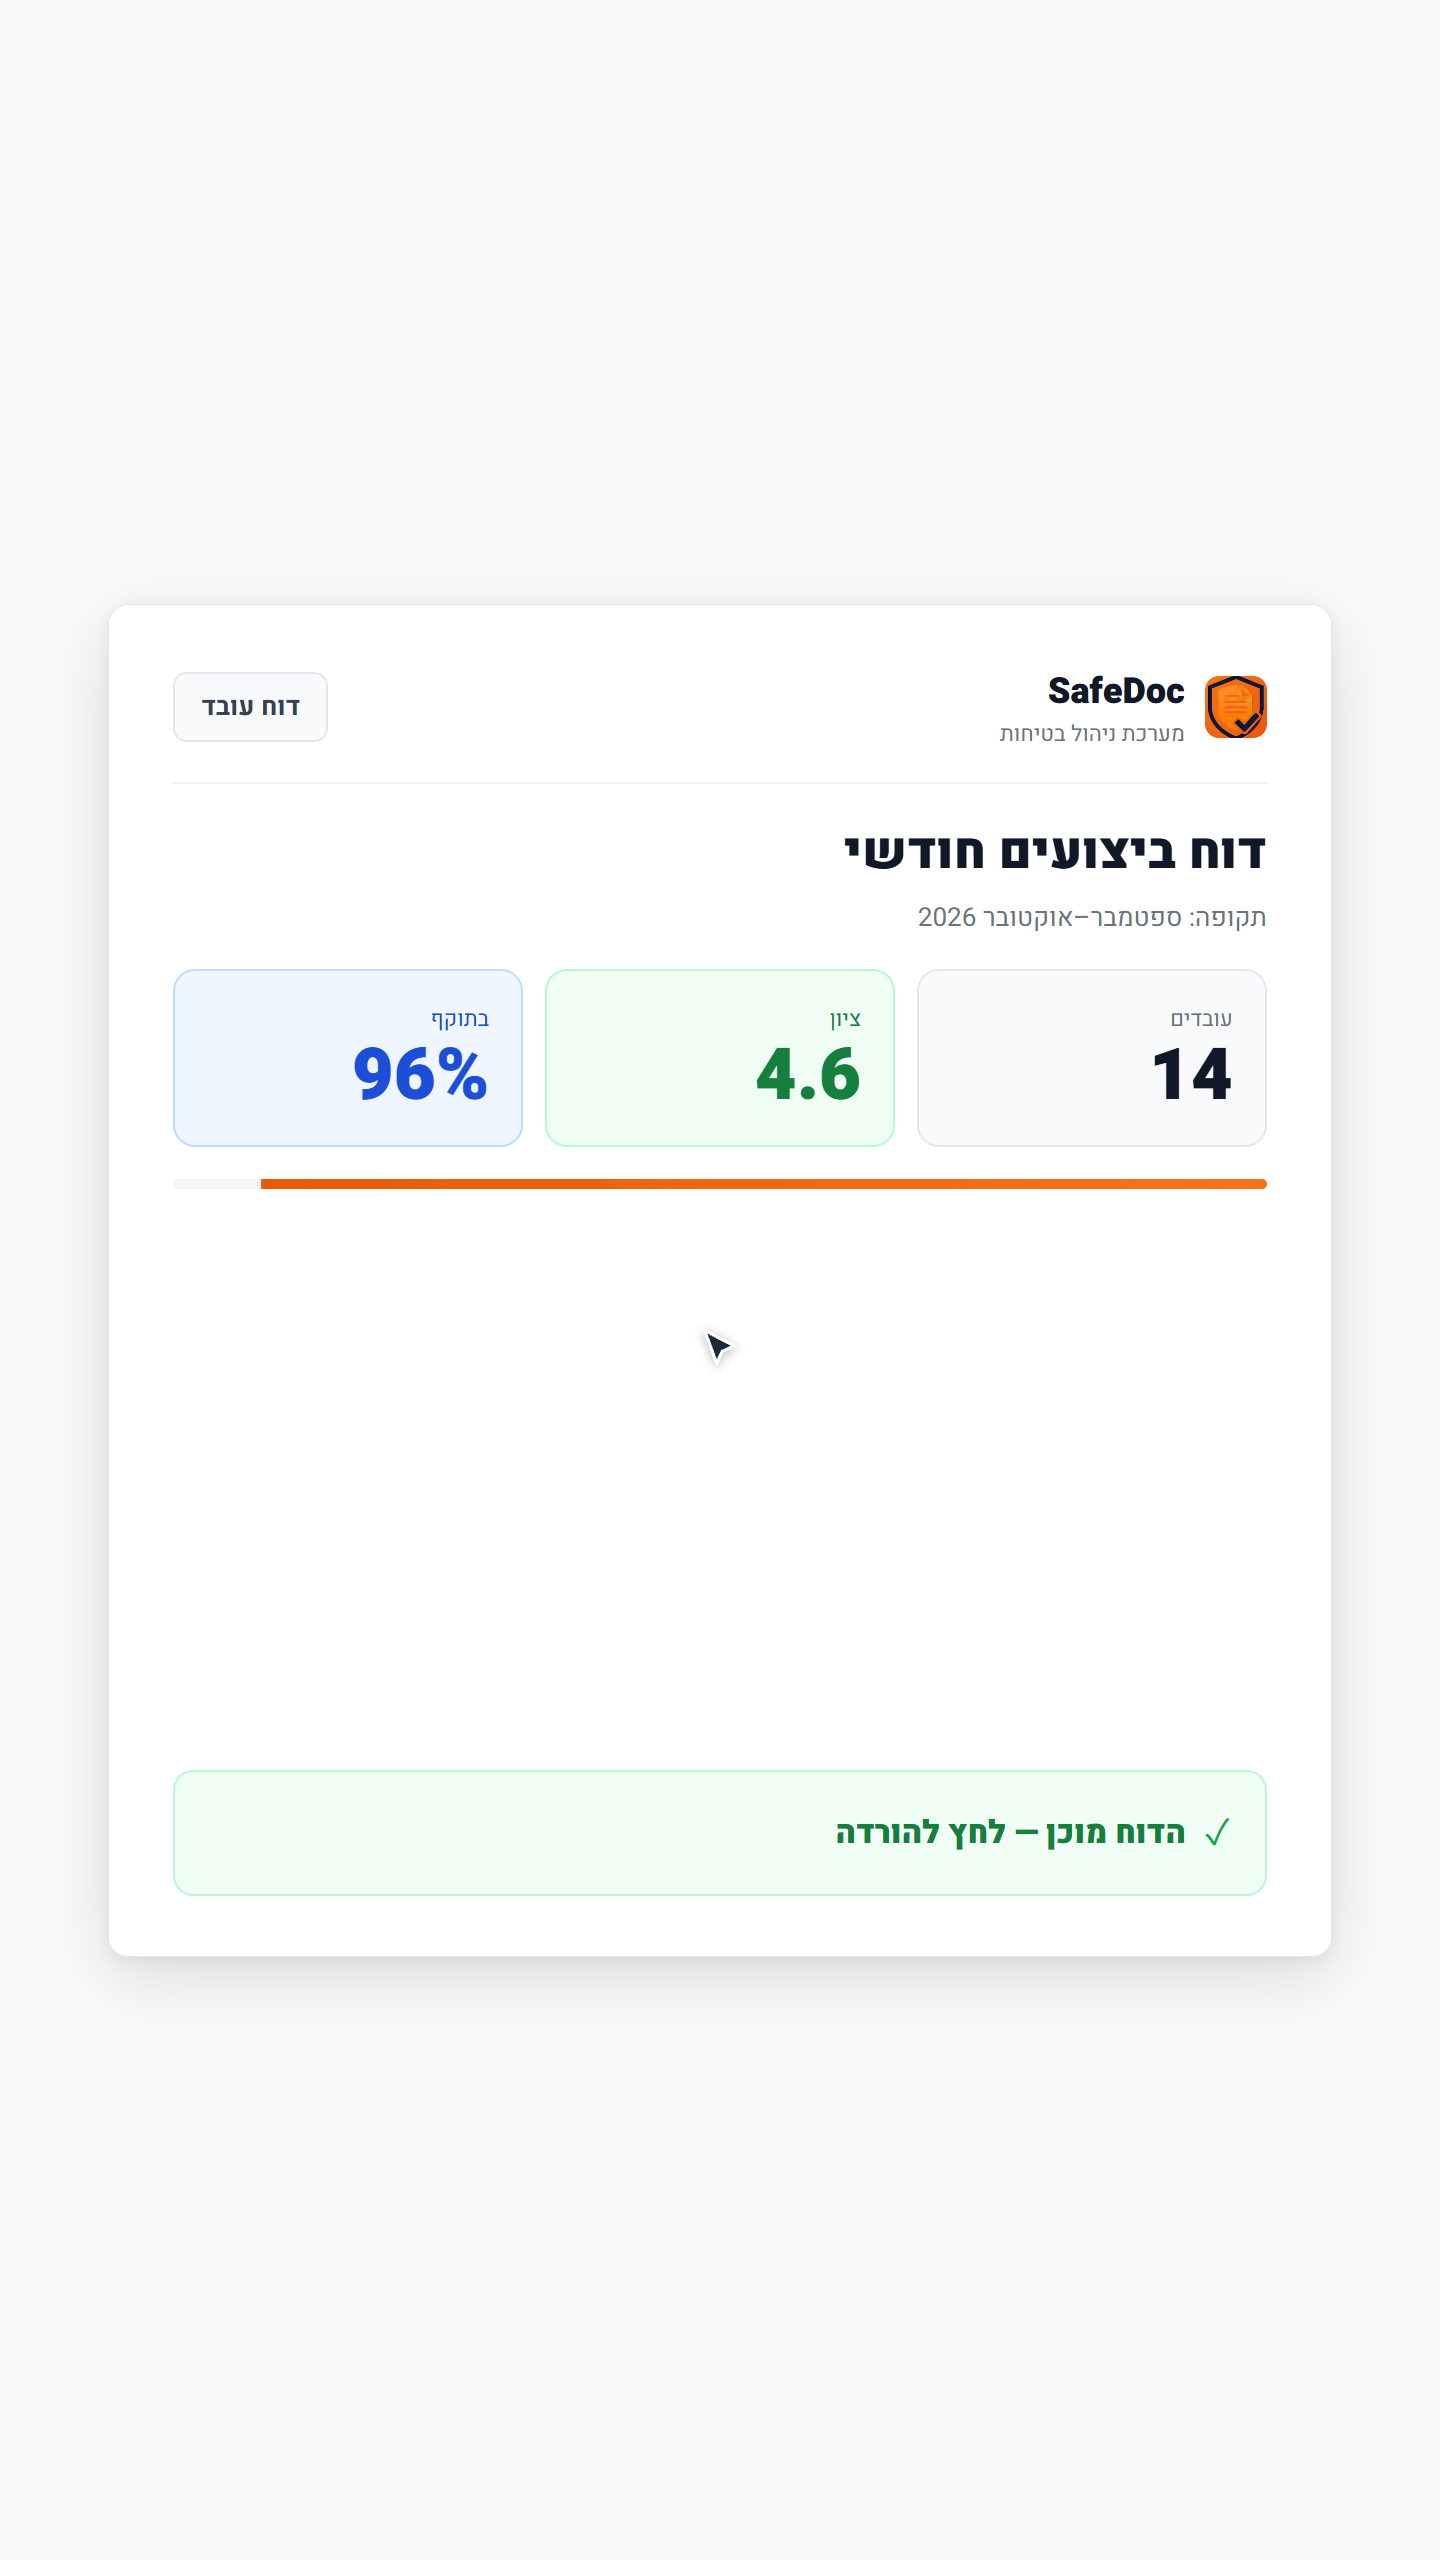 SafeDoc
מערכת ניהול בטיחות
דוח עובד
דוח ביצועים חודשי
תקופה: ספטמבר–אוקטובר 2026
עובדים
14
ציון
4.6
בתוקף
96%
✓ הדוח מוכן — לחץ להורדה